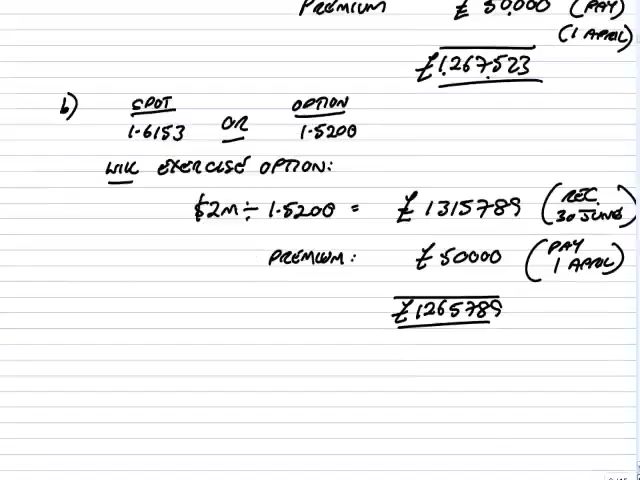 PREMIUM £ 50,000 (PAY)
(1 APRIL)
£1,267,523
b) SPOT OR OPTION
1.6153 1.5200
WILL EXERCISE OPTION:
$2M ÷ 1.5200 = £1315789 (REC. 30 JUNE)
PREMIUM: £50000 (PAY 1 APRIL)
£1265789